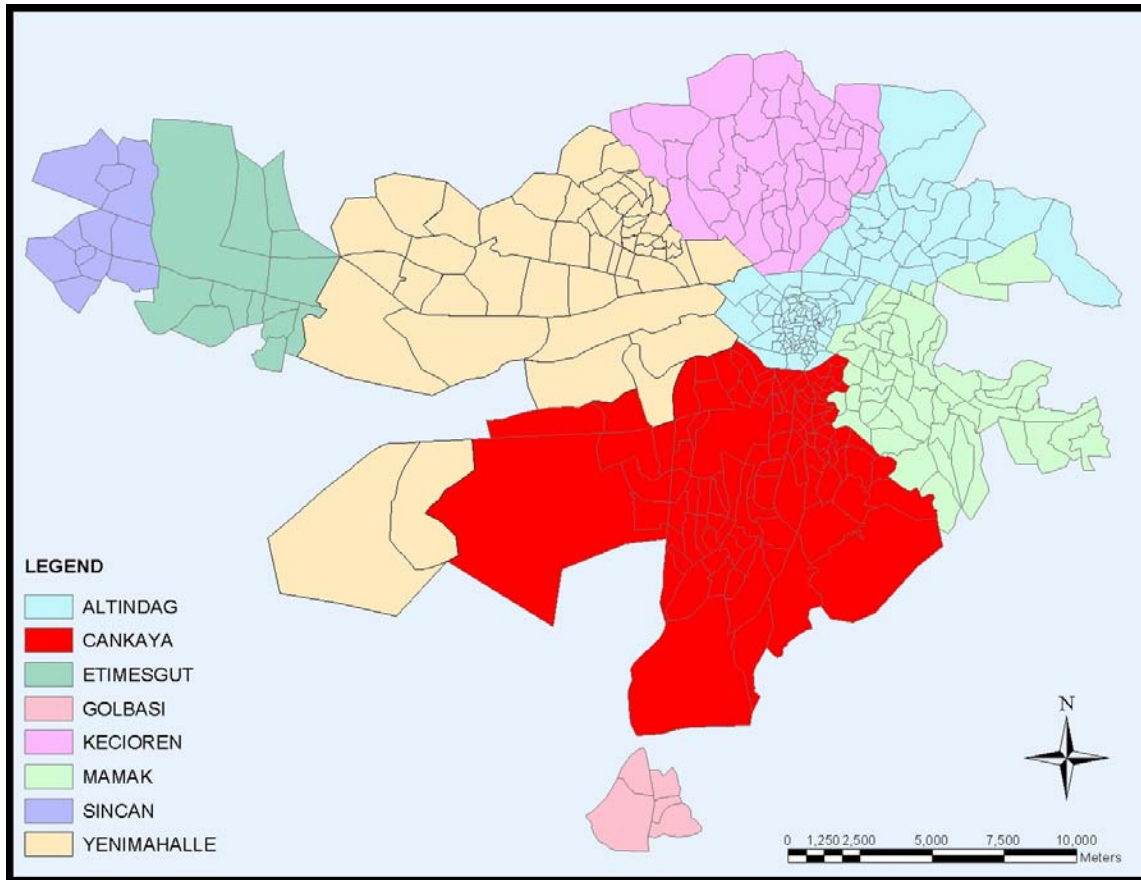 LEGEND
ALTINDAG
CANKAYA
ETIMESGUT
GOLBASI
KECIOREN
MAMAK
SINCAN
YENIMAHALLE
N
0 1,250 2,500 5,000 7,500 10,000
Meters